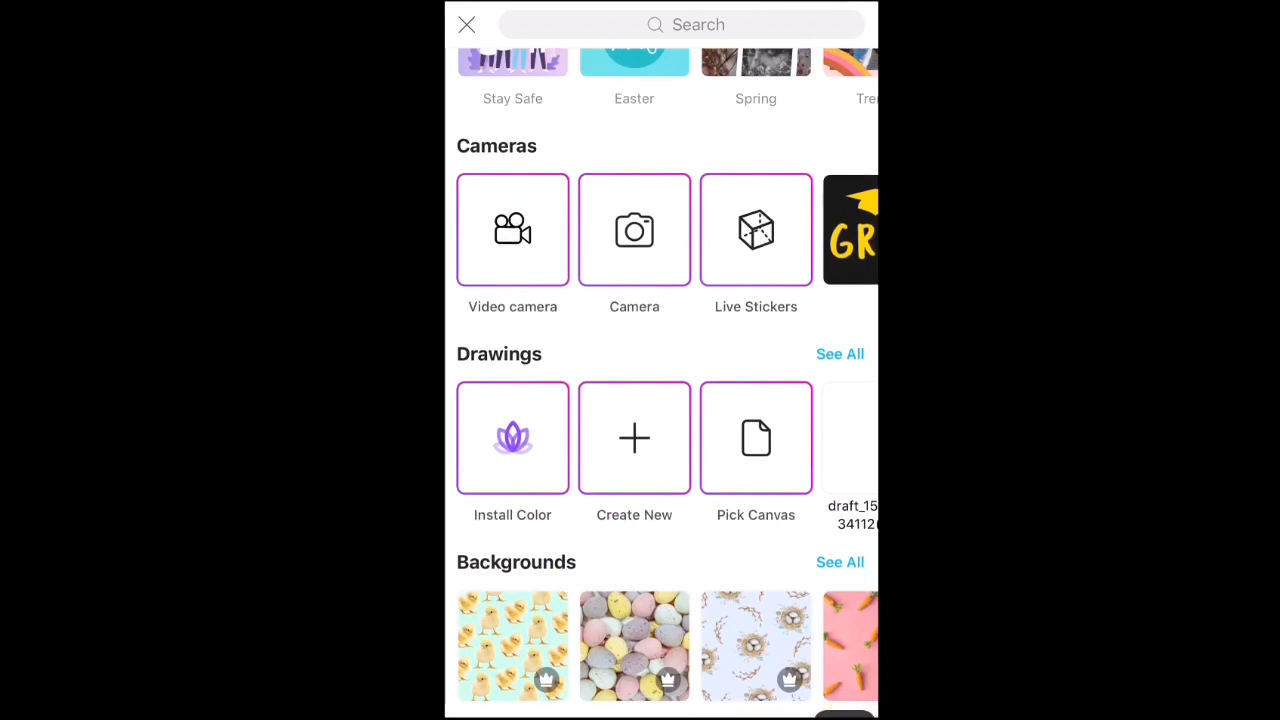 Search
Stay Safe
Easter
Spring
Tre
Cameras
GR
Video camera
Camera
Live Stickers
Drawings
See All
Install Color
Create New
Pick Canvas
draft_15
34112(
Backgrounds
See All